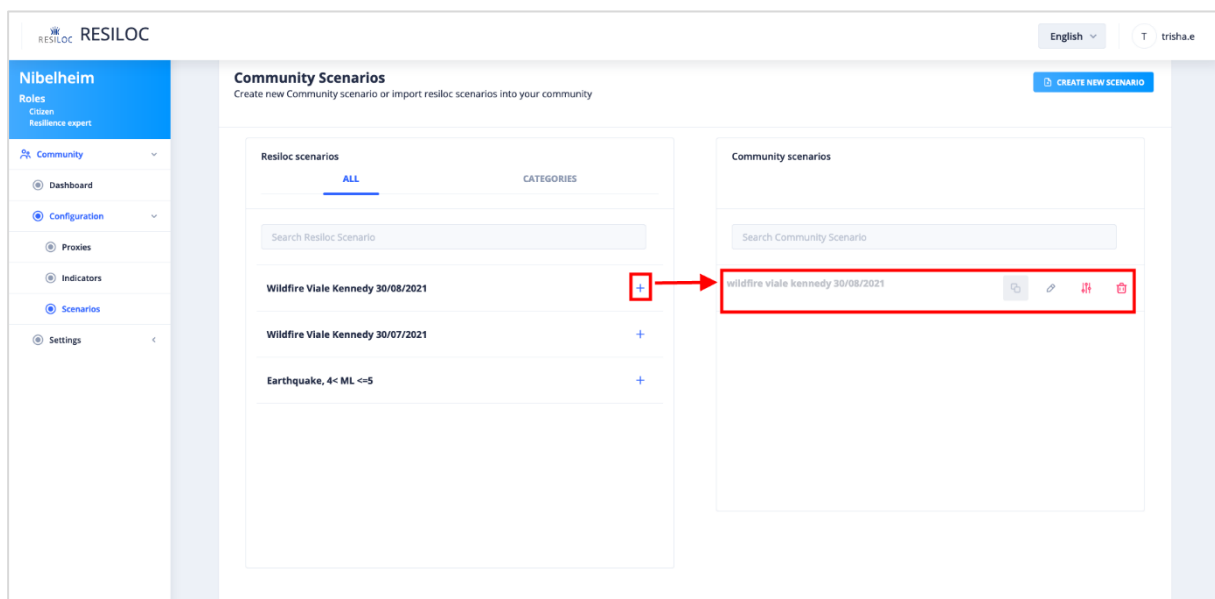 RESILOC RESILOC
English
T trisha.e
Nibelheim
Roles
Citizen
Resilience expert
Community
Dashboard
Configuration
Proxies
Indicators
Scenarios
Settings
Community Scenarios
Create new Community scenario or import resiloc scenarios into your community
CREATE NEW SCENARIO
Resiloc scenarios
ALL CATEGORIES
Search Resiloc Scenario
Wildfire Viale Kennedy 30/08/2021
Wildfire Viale Kennedy 30/07/2021
Earthquake, 4< ML <=5
Community scenarios
Search Community Scenario
wildfire viale kennedy 30/08/2021